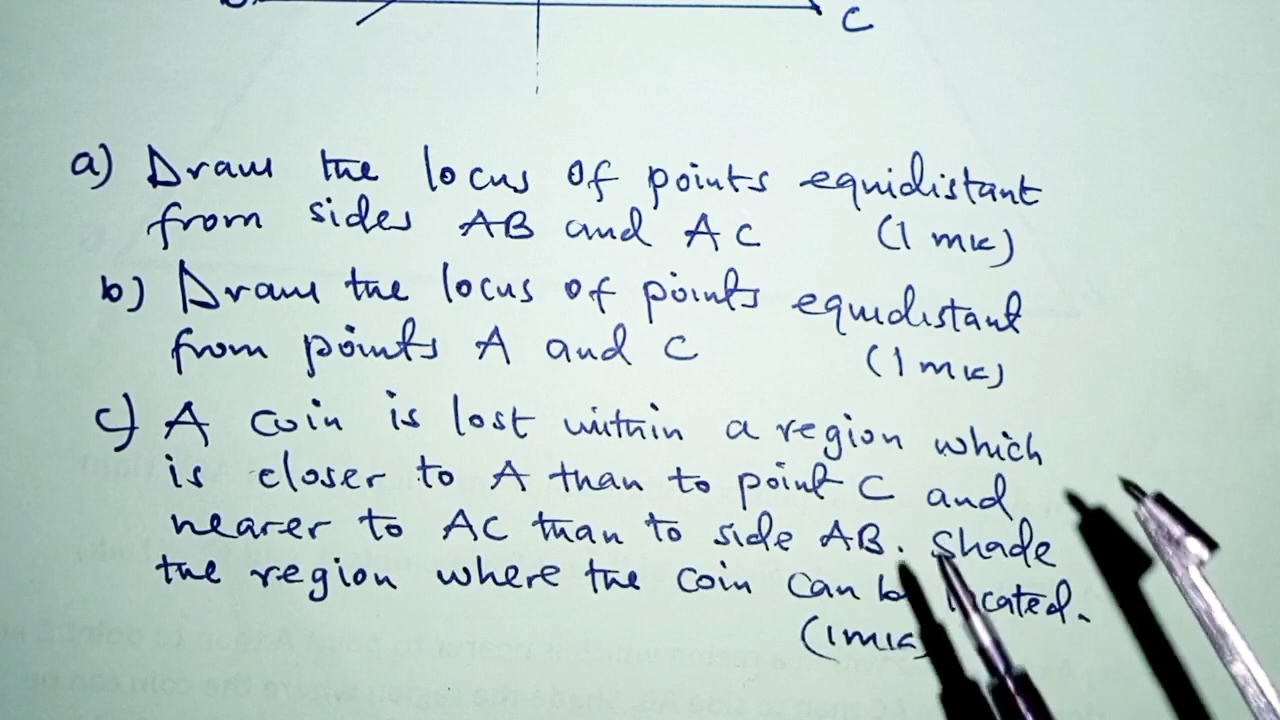 C
a) Draw the locus of points equidistant
from sides AB and AC (1 mk)
b) Draw the locus of points equidistant
from points A and C (1 mk)
c) A coin is lost within a region which
is closer to A than to point C and
nearer to AC than to side AB. Shade
the region where the coin can be located.
(1mk)